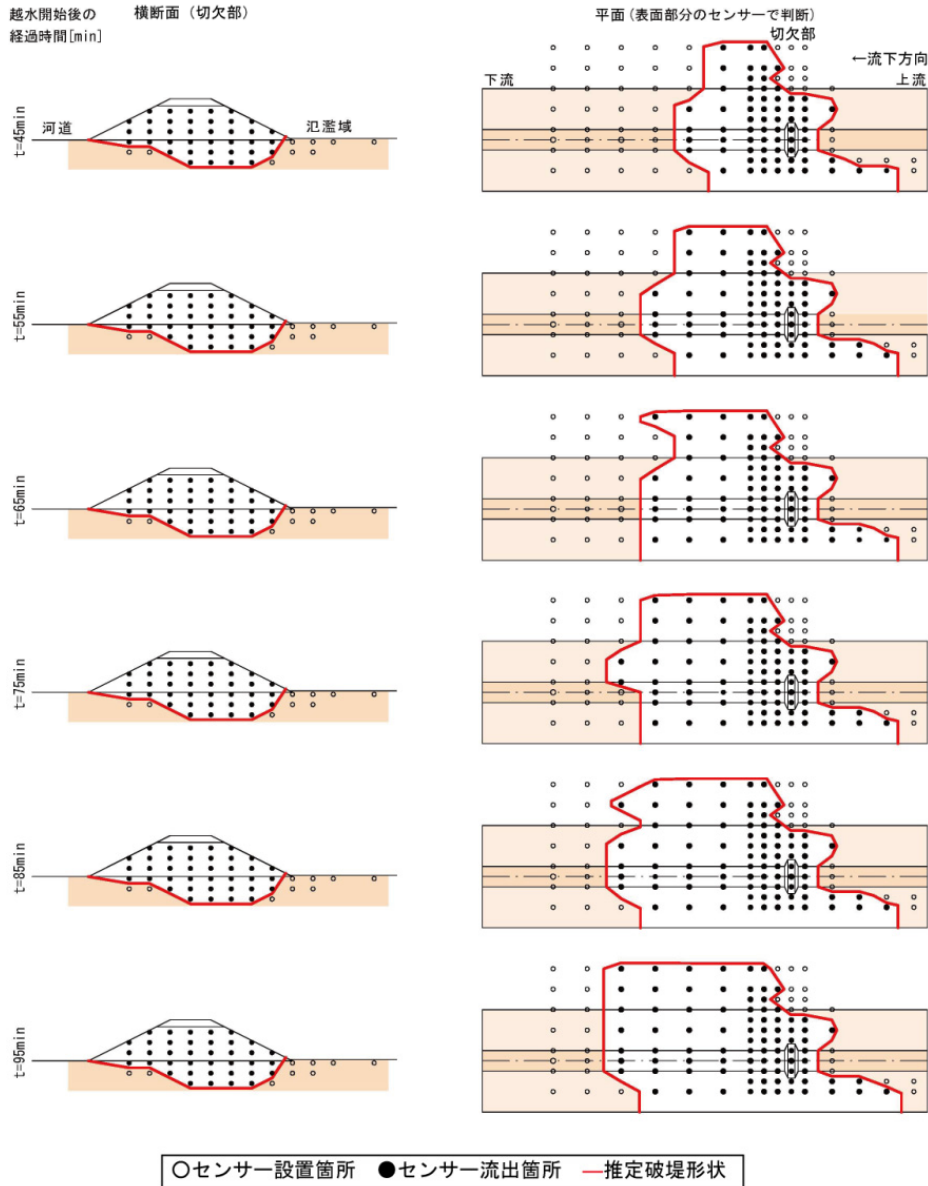 越水開始後の
経過時間[min]
横断面（切欠部）
平面(表面部分のセンサーで判断)
切欠部
←流下方向
下流
上流
t=45min
河道
氾濫域
t=55min
t=65min
t=75min
t=85min
t=95min
○センサー設置箇所 ●センサー流出箇所 ―推定破堤形状